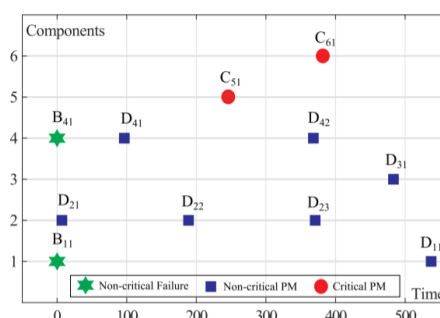 Components
6
C61
5
C51
4
B41
D41
D42
3
D31
2
D21
D22
D23
1
B11
D11
Non-critical Failure
Non-critical PM
Critical PM
Time
0
100
200
300
400
500